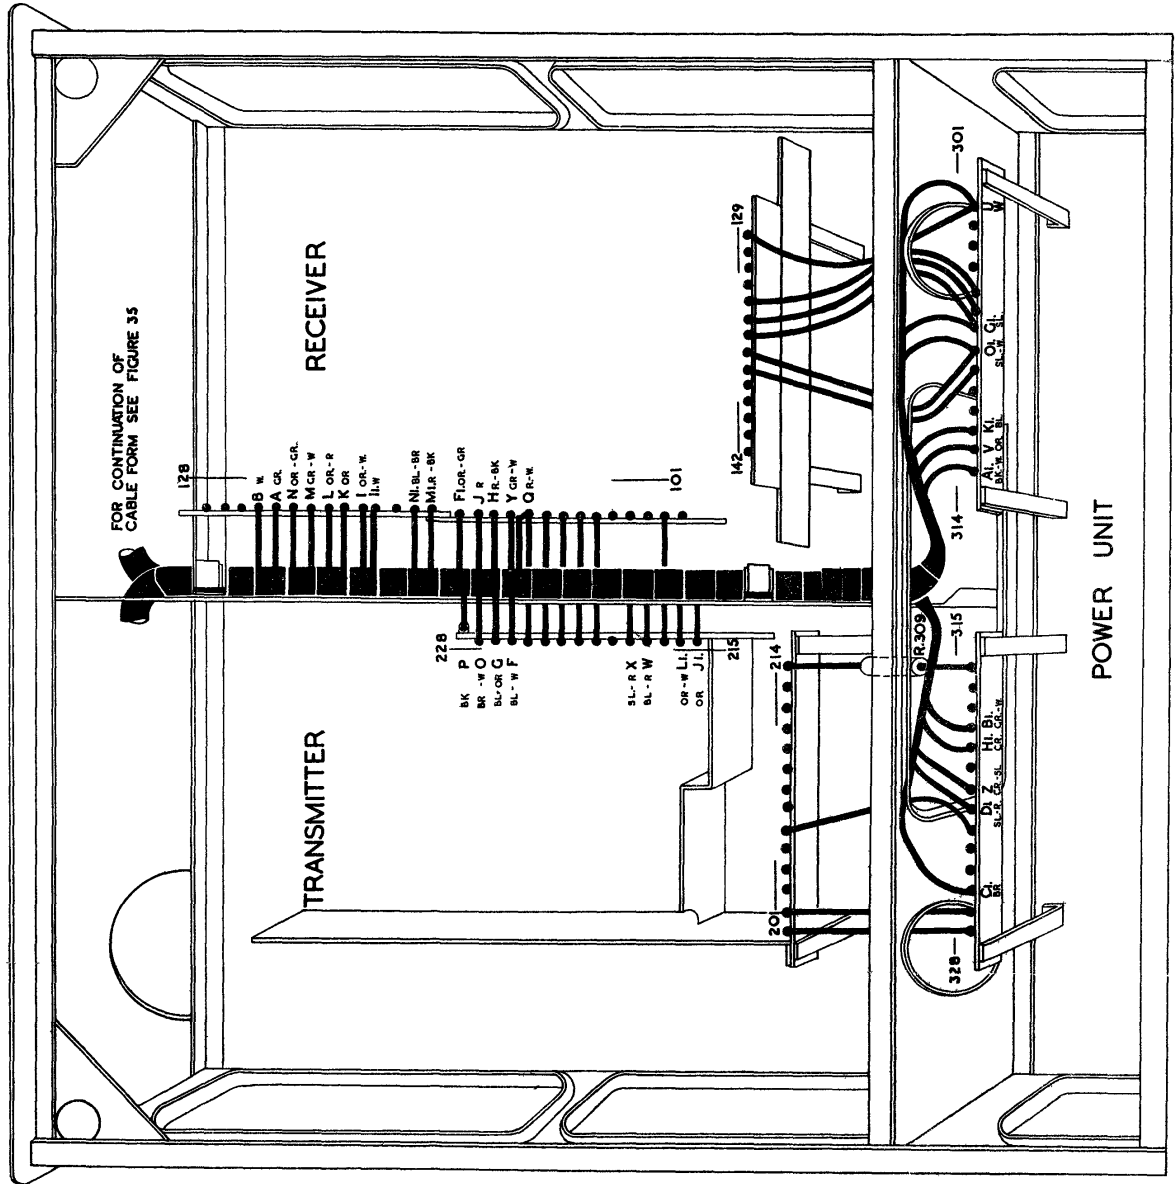 FOR CONTINUATION OF
CABLE FORM SEE FIGURE 35
RECEIVER
128
B W.
A GR.
N OR-GR.
M GR-W
L OR.-R
K OR
I OR.-W.
I1.W
N1. BL-BR
M1.R-BK
F1.OR-GR
J R
H R.-BK
Y GR-W
Q R.-W.
101
142
129
TRANSMITTER
228
BK P
BR-W O
BL-OR G
BL-W F
SL.-R X
BL-R W
OR-W L1.
OR J1.
215
214
201
R.309
315
328
C1.
BR
D1
SL-R.
Z
GR-SL
H1.
GR.
B1.
GR.-W
314
A1.
BK-W
V
OR
K1.
BL
O1.
SL-W
G1.
SL.
U
W
301
POWER UNIT